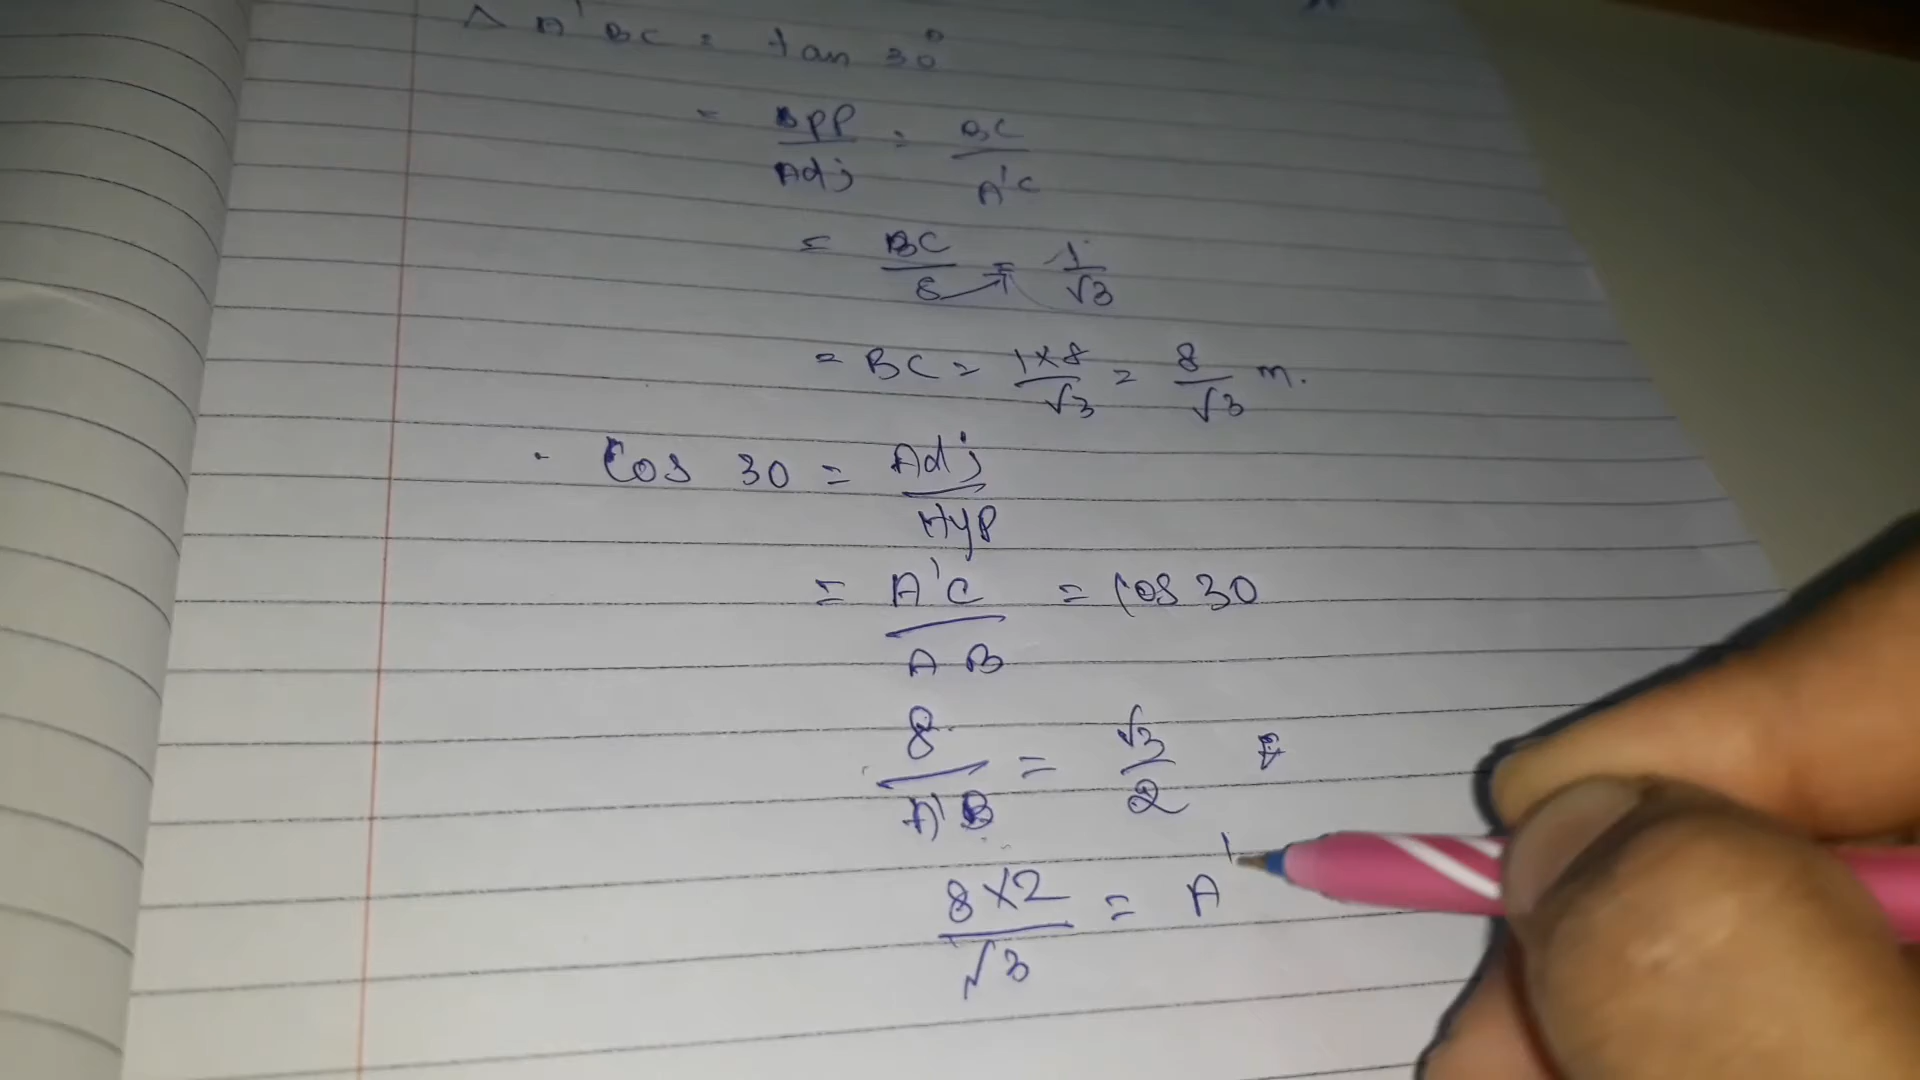 △ A'BC = tan 30°
= OPP/Adj = BC/A'C
= BC/8 = 1/√3
= BC = 1×8/√3 = 8/√3 m.
Cos 30 = Adj/Hyp
= A'C/AB = Cos 30
8/A'B = √3/2
8×2/√3 = A'